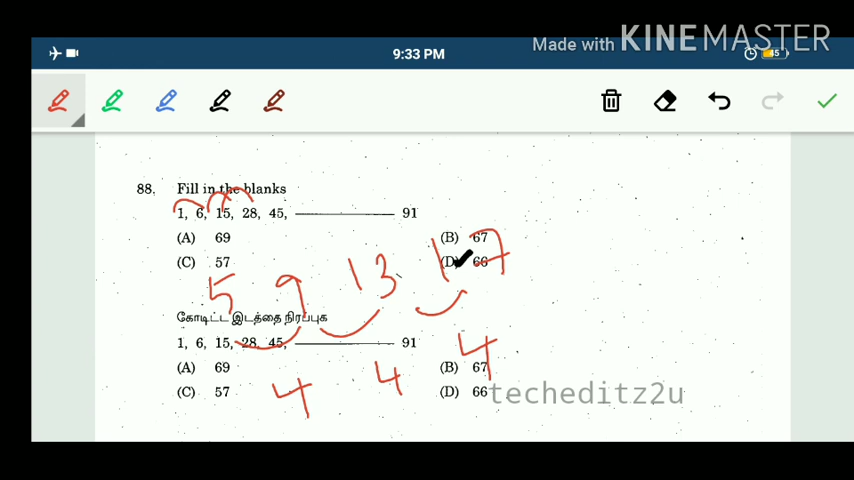 Made with KINEMASTER
9:33 PM
45
88. Fill in the blanks
1, 6, 15, 28, 45, ————— 91
(A) 69 (B) 67
(C) 57 (D) 66
5 9 13 17
கோடிட்ட இடத்தை நிரப்புக
1, 6, 15, 28, 45, ————— 91
(A) 69 (B) 67
(C) 57 (D) 66
4 4 4
techeditz2u